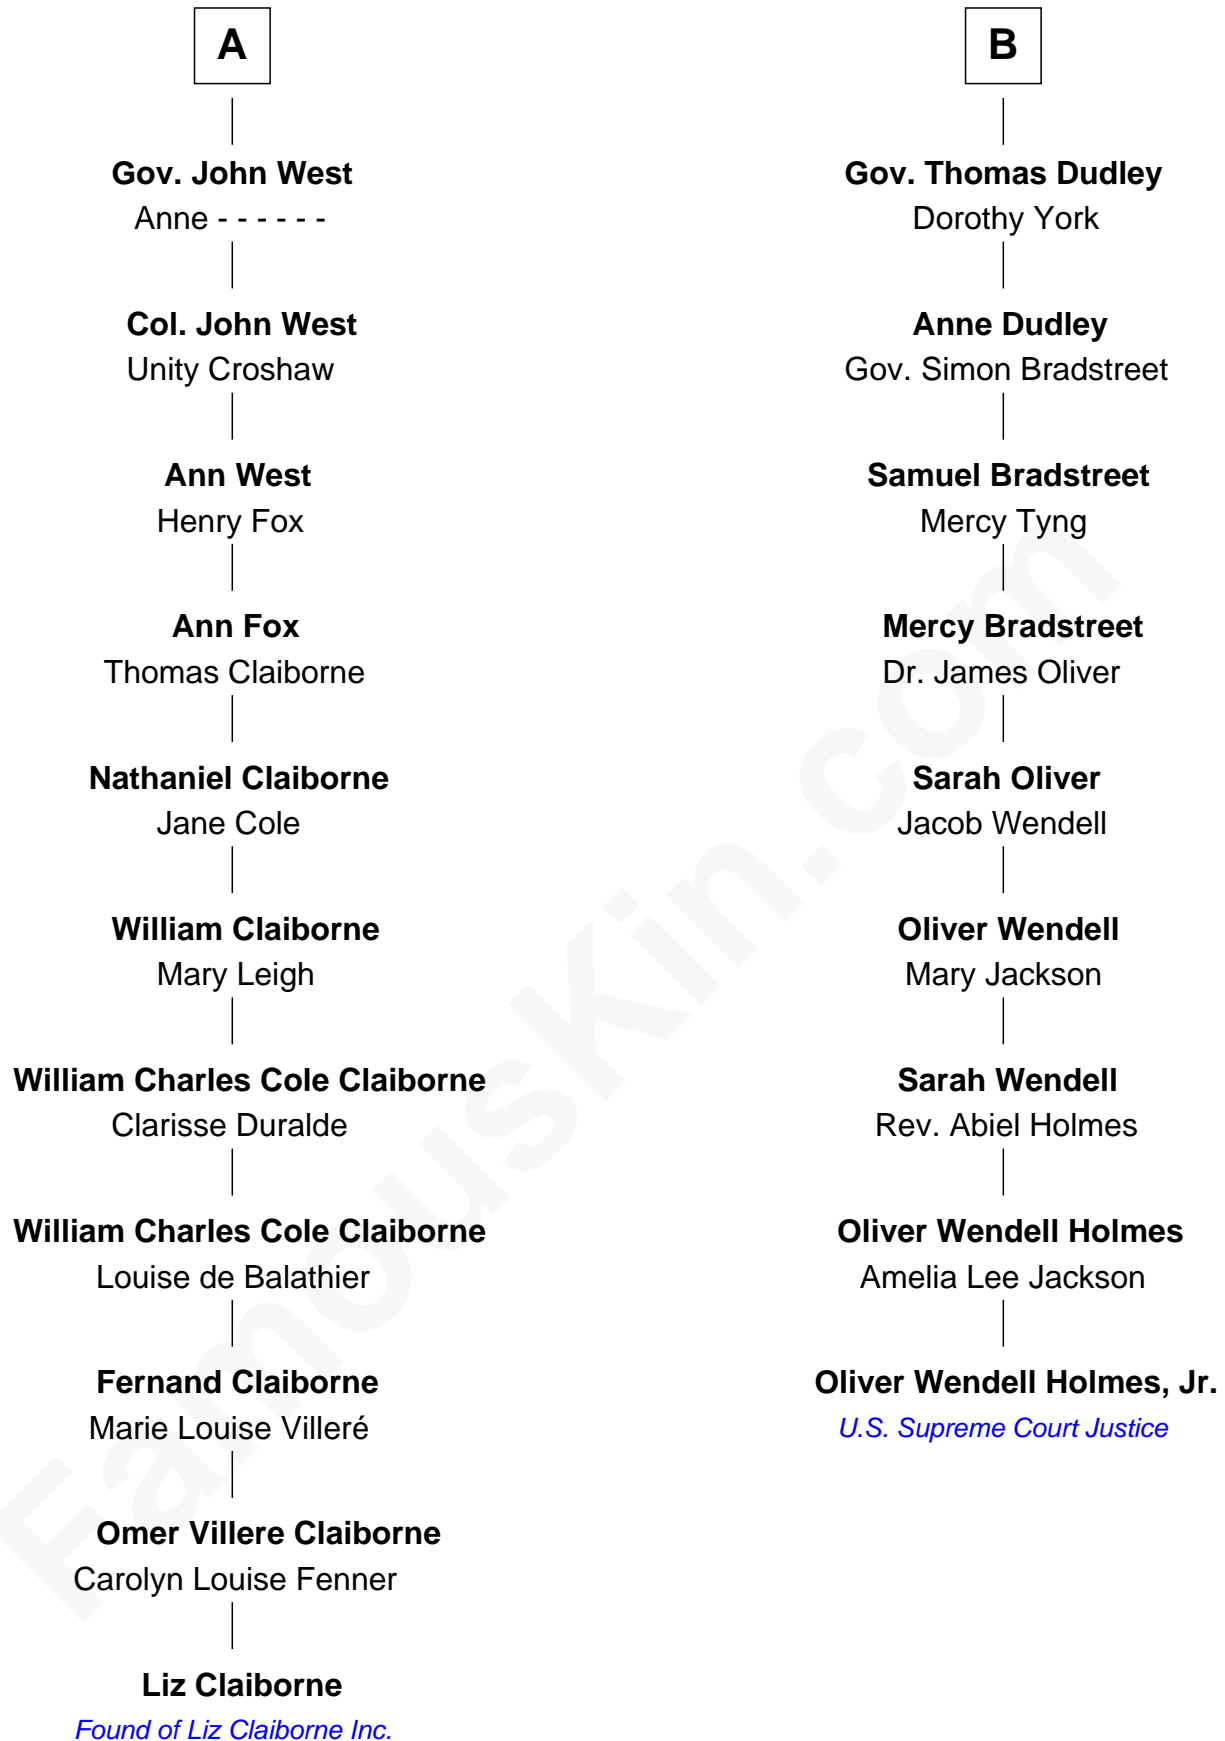 A
Gov. John West
Anne - - - - - -
Col. John West
Unity Croshaw
Ann West
Henry Fox
Ann Fox
Thomas Claiborne
Nathaniel Claiborne
Jane Cole
William Claiborne
Mary Leigh
William Charles Cole Claiborne
Clarisse Duralde
William Charles Cole Claiborne
Louise de Balathier
Fernand Claiborne
Marie Louise Villeré
Omer Villere Claiborne
Carolyn Louise Fenner
Liz Claiborne
Found of Liz Claiborne Inc.
B
Gov. Thomas Dudley
Dorothy York
Anne Dudley
Gov. Simon Bradstreet
Samuel Bradstreet
Mercy Tyng
Mercy Bradstreet
Dr. James Oliver
Sarah Oliver
Jacob Wendell
Oliver Wendell
Mary Jackson
Sarah Wendell
Rev. Abiel Holmes
Oliver Wendell Holmes
Amelia Lee Jackson
Oliver Wendell Holmes, Jr.
U.S. Supreme Court Justice
FamousKin.com